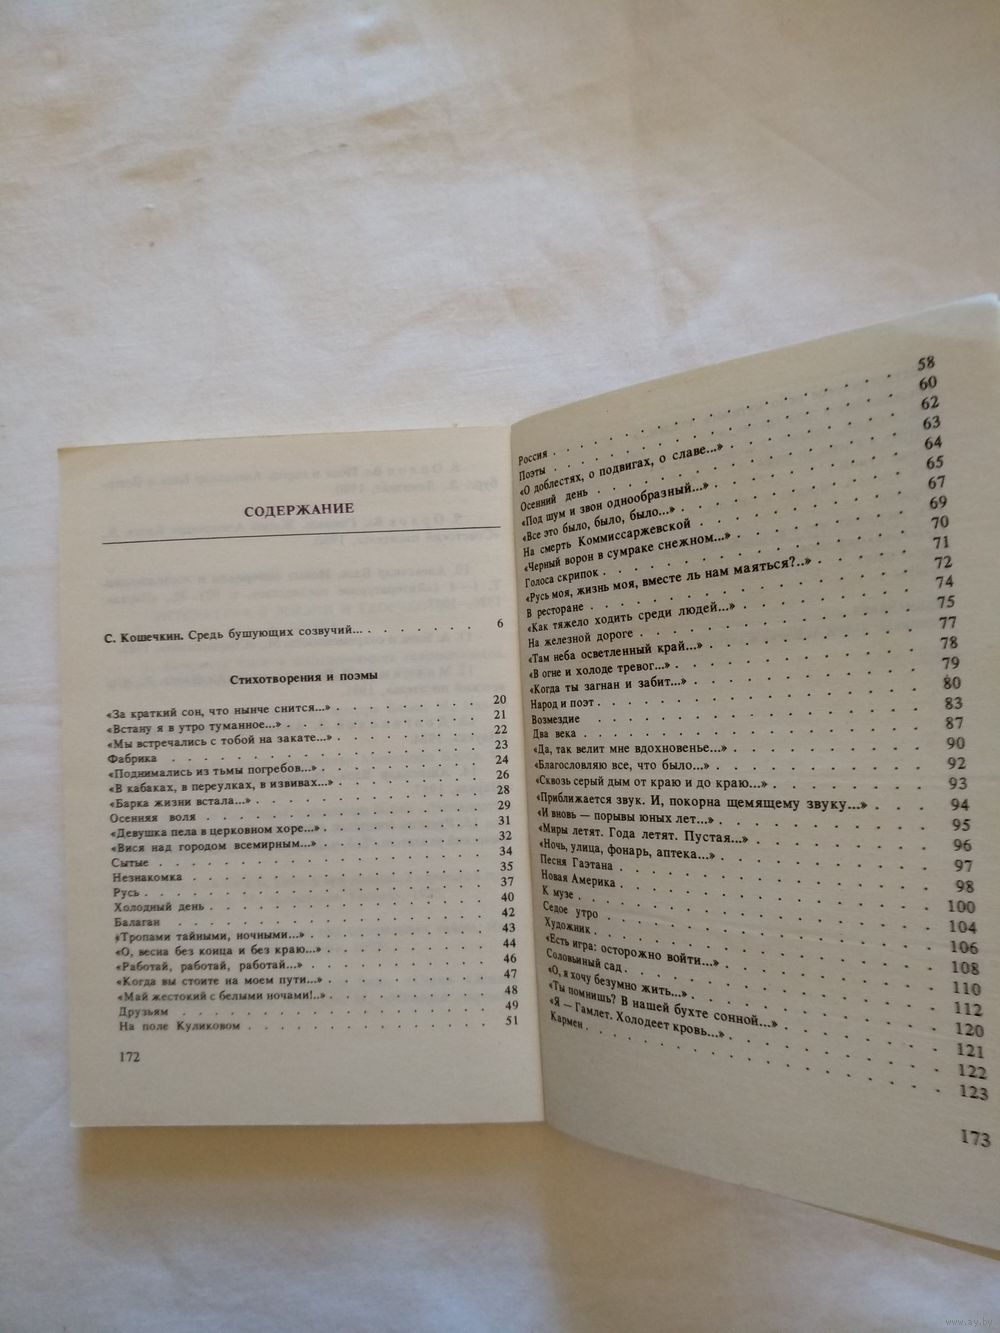 СОДЕРЖАНИЕ
С. Кошечкин. Средь бушующих созвучий... . . . . . . . 6
Стихотворения и поэмы
«За краткий сон, что нынче снится...» . . . . . . . 20
«Встану я в утро туманное...» . . . . . . . 21
«Мы встречались с тобой на закате...» . . . . . . . 22
Фабрика . . . . . . . 23
«Поднимались из тьмы погребов...» . . . . . . . 24
«В кабаках, в переулках, в извивах...» . . . . . . . 26
«Барка жизни встала...» . . . . . . . 28
Осенняя воля . . . . . . . 29
«Девушка пела в церковном хоре...» . . . . . . . 31
«Вися над городом всемирным...» . . . . . . . 32
Сытые . . . . . . . 34
Незнакомка . . . . . . . 35
Русь . . . . . . . 37
Холодный день . . . . . . . 40
Балаган . . . . . . . 42
«Тропами тайными, ночными...» . . . . . . . 43
«О, весна без конца и без краю...» . . . . . . . 44
«Работай, работай, работай...» . . . . . . . 46
«Когда вы стоите на моем пути...» . . . . . . . 47
«Май жестокий с белыми ночами!..» . . . . . . . 48
Друзьям . . . . . . . 49
На поле Куликовом . . . . . . . 51
172
Россия . . . . . . . 58
Поэты . . . . . . . 60
«О доблестях, о подвигах, о славе...» . . . . . . . 62
Осенний день . . . . . . . 63
«Под шум и звон однообразный...» . . . . . . . 64
«Все это было, было, было...» . . . . . . . 65
На смерть Коммиссаржевской . . . . . . . 67
«Черный ворон в сумраке снежном...» . . . . . . . 69
Голоса скрипок . . . . . . . 70
«Русь моя, жизнь моя, вместе ль нам маяться?..» . . . . . . . 71
В ресторане . . . . . . . 72
«Как тяжело ходить среди людей...» . . . . . . . 74
На железной дороге . . . . . . . 75
«Там неба осветленный край...» . . . . . . . 77
«В огне и холоде тревог...» . . . . . . . 78
«Когда ты загнан и забит...» . . . . . . . 79
Народ и поэт . . . . . . . 80
Возмездие . . . . . . . 83
Два века . . . . . . . 87
«Да, так велит мне вдохновенье...» . . . . . . . 90
«Благословляю все, что было...» . . . . . . . 92
«Сквозь серый дым от краю и до краю...» . . . . . . . 93
«Приближается звук. И, покорна щемящему звуку...» . . . 94
«И вновь — порывы юных лет...» . . . . . . . 95
«Миры летят. Года летят. Пустая...» . . . . . . . 96
«Ночь, улица, фонарь, аптека...» . . . . . . . 97
Песня Гаэтана . . . . . . . 98
Новая Америка . . . . . . . 100
К музе . . . . . . . 104
Седое утро . . . . . . . 106
Художник . . . . . . . 108
«Есть игра: осторожно войти...» . . . . . . . 110
Соловьиный сад . . . . . . . 112
«О, я хочу безумно жить...» . . . . . . . 120
«Ты помнишь? В нашей бухте сонной...» . . . . . . . 121
«Я — Гамлет. Холодеет кровь...» . . . . . . . 122
Кармен . . . . . . . 123
173
www.ay.by